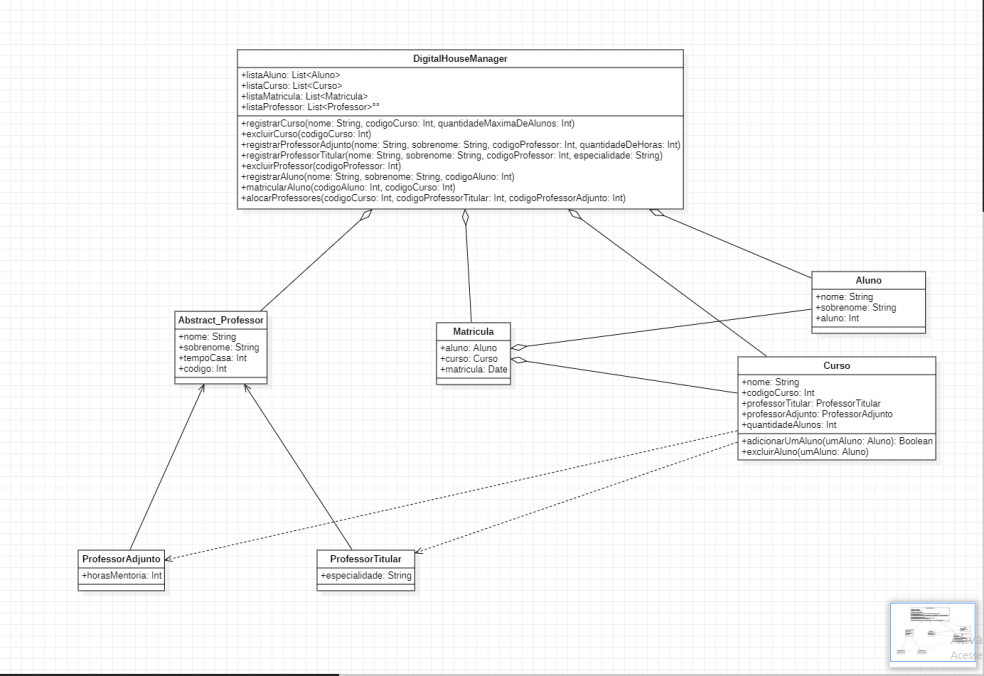 DigitalHouseManager
+listaAluno: List<Aluno>
+listaCurso: List<Curso>
+listaMatricula: List<Matricula>
+listaProfessor: List<Professor>°°
+registrarCurso(nome: String, codigoCurso: Int, quantidadeMaximaDeAlunos: Int)
+excluirCurso(codigoCurso: Int)
+registrarProfessorAdjunto(nome: String, sobrenome: String, codigoProfessor: Int, quantidadeDeHoras: Int)
+registrarProfessorTitular(nome: String, sobrenome: String, codigoProfessor: Int, especialidade: String)
+excluirProfessor(codigoProfessor: Int)
+registrarAluno(nome: String, sobrenome: String, codigoAluno: Int)
+matricularAluno(codigoAluno: Int, codigoCurso: Int)
+alocarProfessores(codigoCurso: Int, codigoProfessorTitular: Int, codigoProfessorAdjunto: Int)
Aluno
+nome: String
+sobrenome: String
+aluno: Int
Abstract_Professor
+nome: String
+sobrenome: String
+tempoCasa: Int
+codigo: Int
Matricula
+aluno: Aluno
+curso: Curso
+matricula: Date
Curso
+nome: String
+codigoCurso: Int
+professorTitular: ProfessorTitular
+professorAdjunto: ProfessorAdjunto
+quantidadeAlunos: Int
+adicionarUmAluno(umAluno: Aluno): Boolean
+excluirAluno(umAluno: Aluno)
ProfessorAdjunto
+horasMentoria: Int
ProfessorTitular
+especialidade: String
Acesse